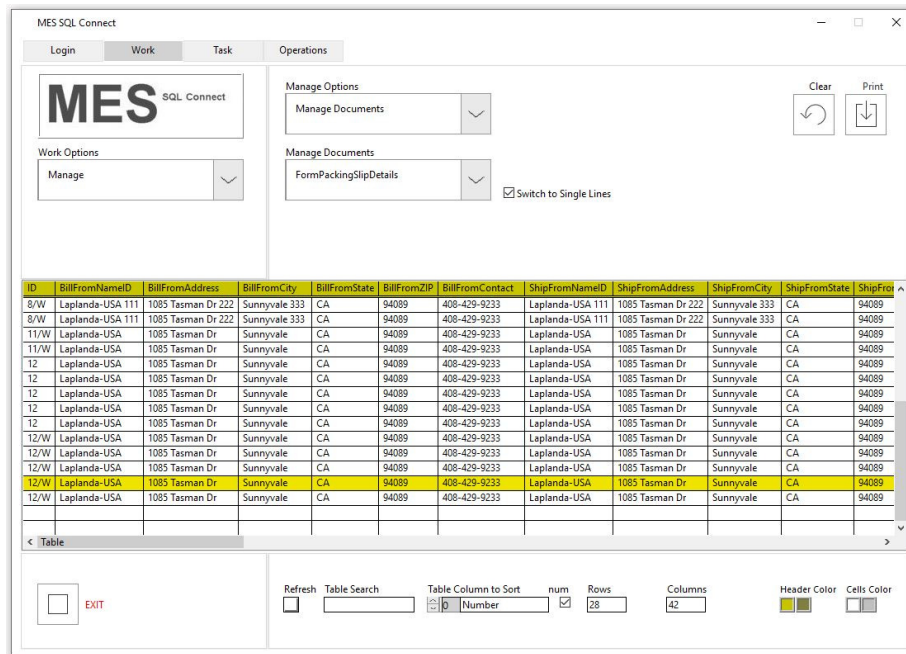 MES SQL Connect
Login Work Task Operations
MES SQL Connect
Manage Options
Manage Documents
Clear Print
Work Options
Manage
Manage Documents
FormPackingSlipDetails
Switch to Single Lines
ID BillFromNameID BillFromAddress BillFromCity BillFromState BillFromZIP BillFromContact ShipFromNameID ShipFromAddress ShipFromCity ShipFromState ShipFror
8/W Laplanda-USA 111 1085 Tasman Dr 222 Sunnyvale 333 CA 94089 408-429-9233 Laplanda-USA 111 1085 Tasman Dr 222 Sunnyvale 333 CA 94089
8/W Laplanda-USA 111 1085 Tasman Dr 222 Sunnyvale 333 CA 94089 408-429-9233 Laplanda-USA 111 1085 Tasman Dr 222 Sunnyvale 333 CA 94089
11/W Laplanda-USA 1085 Tasman Dr Sunnyvale CA 94089 408-429-9233 Laplanda-USA 1085 Tasman Dr Sunnyvale CA 94089
11/W Laplanda-USA 1085 Tasman Dr Sunnyvale CA 94089 408-429-9233 Laplanda-USA 1085 Tasman Dr Sunnyvale CA 94089
12 Laplanda-USA 1085 Tasman Dr Sunnyvale CA 94089 408-429-9233 Laplanda-USA 1085 Tasman Dr Sunnyvale CA 94089
12 Laplanda-USA 1085 Tasman Dr Sunnyvale CA 94089 408-429-9233 Laplanda-USA 1085 Tasman Dr Sunnyvale CA 94089
12 Laplanda-USA 1085 Tasman Dr Sunnyvale CA 94089 408-429-9233 Laplanda-USA 1085 Tasman Dr Sunnyvale CA 94089
12 Laplanda-USA 1085 Tasman Dr Sunnyvale CA 94089 408-429-9233 Laplanda-USA 1085 Tasman Dr Sunnyvale CA 94089
12 Laplanda-USA 1085 Tasman Dr Sunnyvale CA 94089 408-429-9233 Laplanda-USA 1085 Tasman Dr Sunnyvale CA 94089
12/W Laplanda-USA 1085 Tasman Dr Sunnyvale CA 94089 408-429-9233 Laplanda-USA 1085 Tasman Dr Sunnyvale CA 94089
12/W Laplanda-USA 1085 Tasman Dr Sunnyvale CA 94089 408-429-9233 Laplanda-USA 1085 Tasman Dr Sunnyvale CA 94089
12/W Laplanda-USA 1085 Tasman Dr Sunnyvale CA 94089 408-429-9233 Laplanda-USA 1085 Tasman Dr Sunnyvale CA 94089
12/W Laplanda-USA 1085 Tasman Dr Sunnyvale CA 94089 408-429-9233 Laplanda-USA 1085 Tasman Dr Sunnyvale CA 94089
12/W Laplanda-USA 1085 Tasman Dr Sunnyvale CA 94089 408-429-9233 Laplanda-USA 1085 Tasman Dr Sunnyvale CA 94089
Table
EXIT
Refresh Table Search Table Column to Sort num Rows Columns Header Color Cells Color
0 Number 28 42